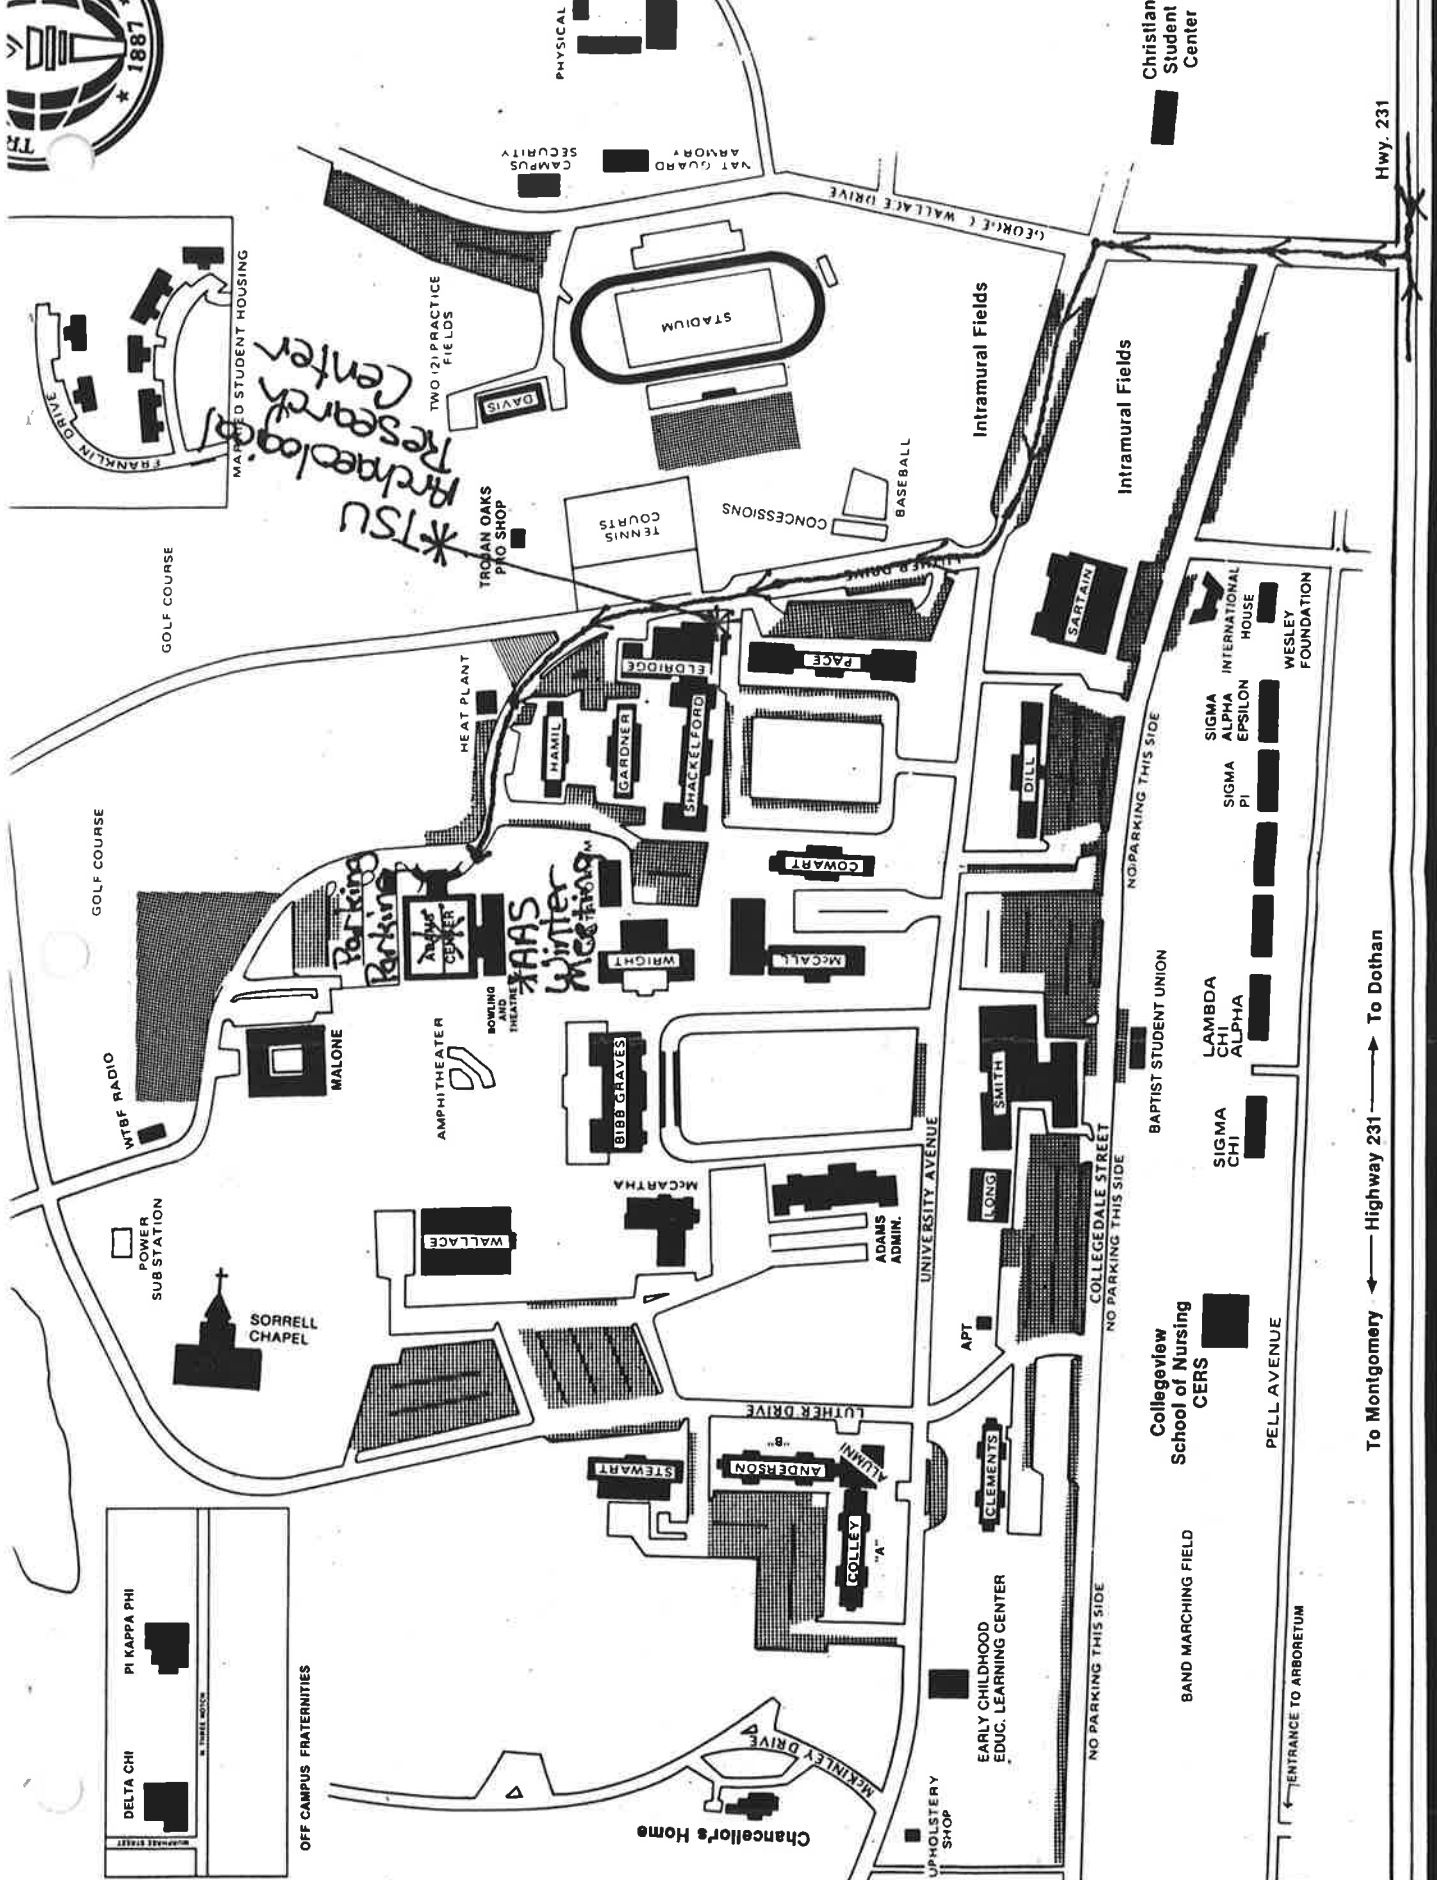 TR
★ 1887 ★
PHYSICAL
Christian
Student
Center
CAMPUS
SECURITY
NAT GUARD
ARMORY
Hwy. 231
GEORGE C WALLACE DRIVE
FRANKLIN DRIVE
MARRIED STUDENT HOUSING
TWO (2) PRACTICE
FIELDS
DAVIS
STADIUM
Intramural Fields
Intramural Fields
*TSU
Archaeological
Research
Center
GOLF COURSE
TROJAN OAKS
PRO SHOP
TENNIS
COURTS
CONCESSIONS
BASEBALL
LUTHER DRIVE
SARTAIN
INTERNATIONAL
HOUSE
WESLEY
FOUNDATION
HEAT PLANT
HAMIL
GARDNER
ELDRIDGE
SHACKELFORD
PACE
DILL
SIGMA
ALPHA
EPSILON
SIGMA
PI
NO PARKING THIS SIDE
GOLF COURSE
Parking
Parking
CENTER
*AAAS
Winter
Meeting
BOWLING
AND
THEATRE
WRIGHT
COWART
McCALL
MALONE
AMPHITHEATER
BIBB GRAVES
SMITH
BAPTIST STUDENT UNION
LAMBDA
CHI
ALPHA
SIGMA
CHI
WTBF RADIO
POWER
SUB STATION
SORRELL
CHAPEL
WALLACE
McCARTHA
ADAMS
ADMIN.
UNIVERSITY AVENUE
LONG
COLLEGEDALE STREET
NO PARKING THIS SIDE
APT
Collegeview
School of Nursing
CERS
PELL AVENUE
To Montgomery ← Highway 231 → To Dothan
LUTHER DRIVE
STEWART
ANDERSON
"B"
ALUMNI
COLLEY
"A"
CLEMENTS
EARLY CHILDHOOD
EDUC. LEARNING CENTER
NO PARKING THIS SIDE
BAND MARCHING FIELD
ENTRANCE TO ARBORETUM
PI KAPPA PHI
DELTA CHI
N. THREE NOTCH
MURPHREE STREET
OFF CAMPUS FRATERNITIES
McKINLEY DRIVE
Chancellor's Home
UPHOLSTERY
SHOP